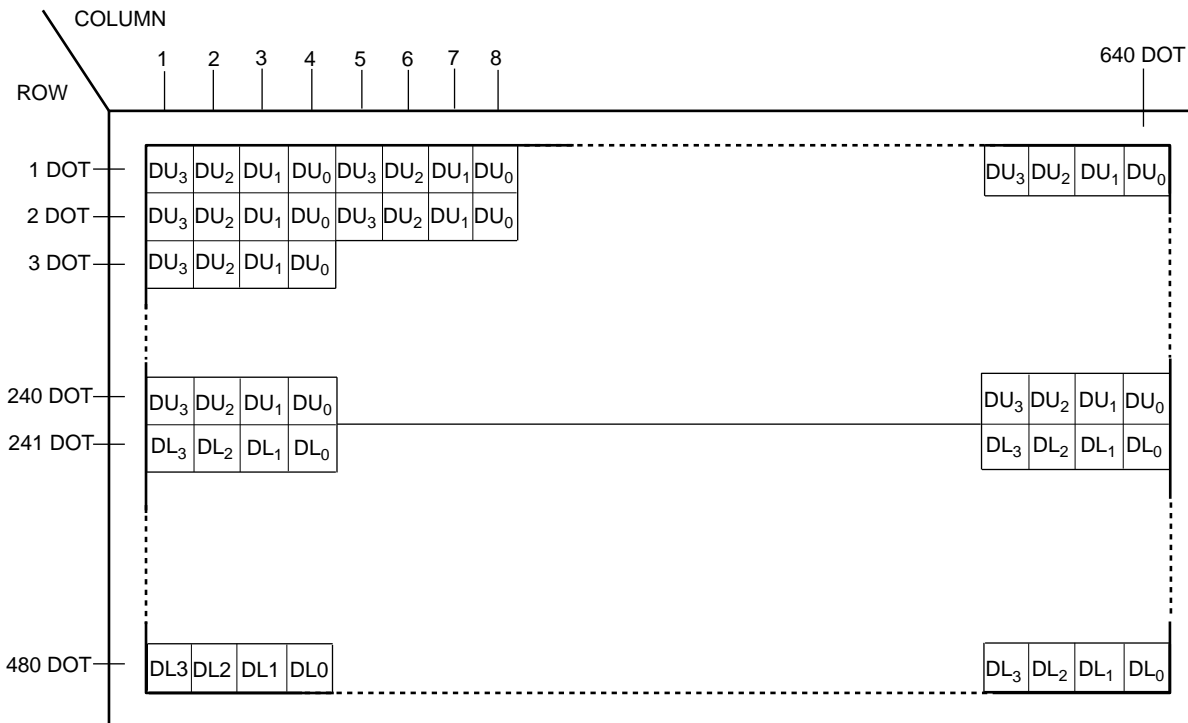 COLUMN
1 2 3 4 5 6 7 8 640 DOT
ROW
1 DOT DU3 DU2 DU1 DU0 DU3 DU2 DU1 DU0 DU3 DU2 DU1 DU0
2 DOT DU3 DU2 DU1 DU0 DU3 DU2 DU1 DU0
3 DOT DU3 DU2 DU1 DU0
240 DOT DU3 DU2 DU1 DU0 DU3 DU2 DU1 DU0
241 DOT DL3 DL2 DL1 DL0 DL3 DL2 DL1 DL0
480 DOT DL3 DL2 DL1 DL0 DL3 DL2 DL1 DL0